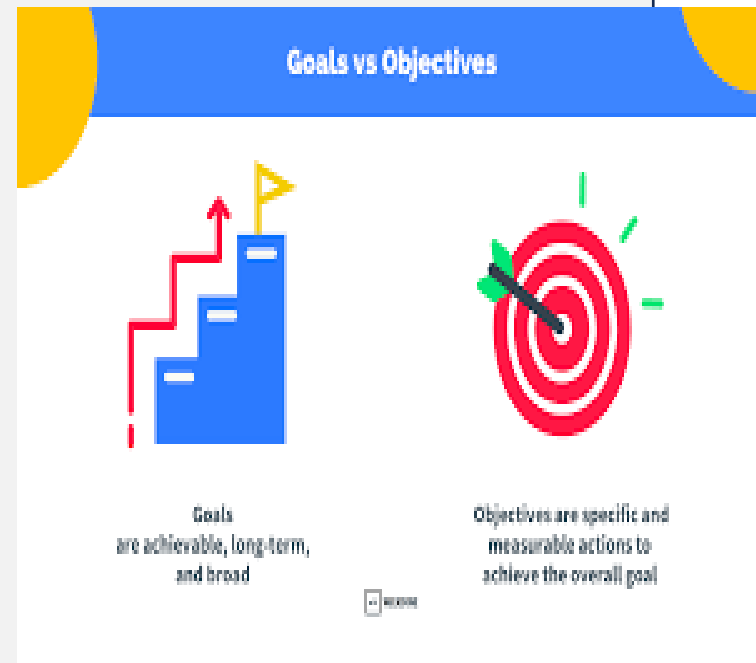 Goals vs Objectives
Goals
are achievable, long-term,
and broad
Objectives are specific and
measurable actions to
achieve the overall goal